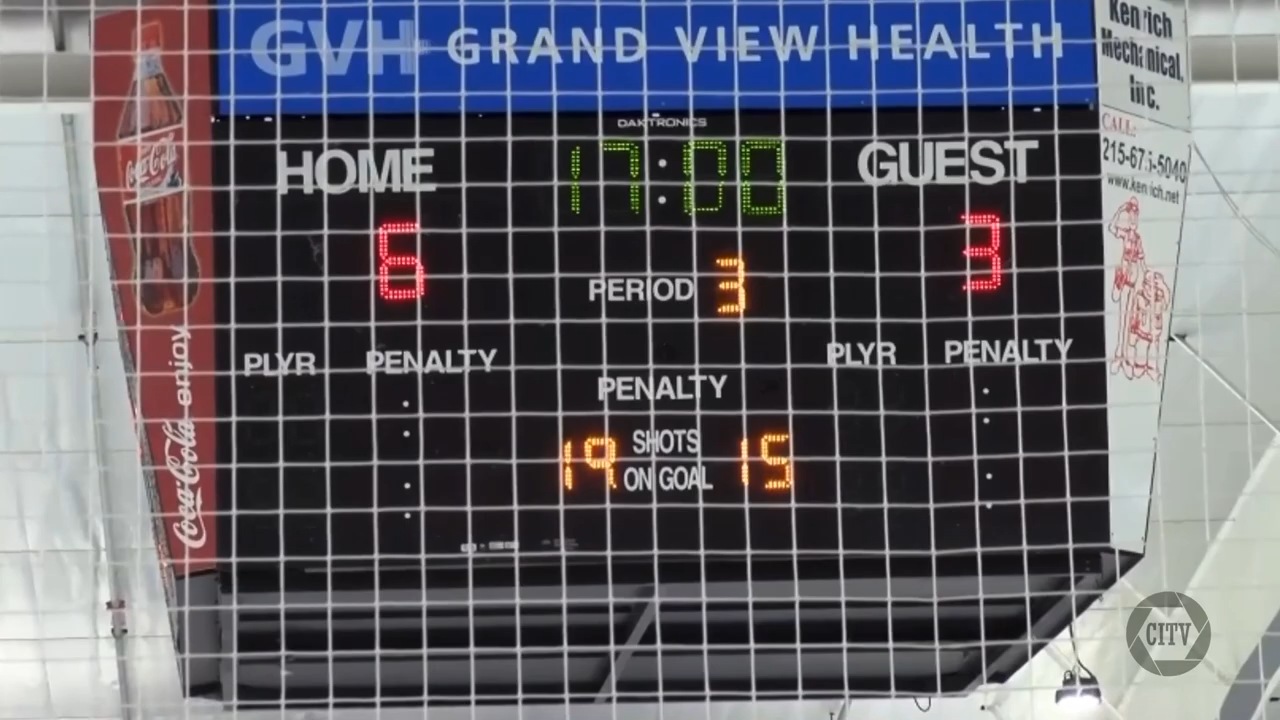 GVH GRAND VIEW HEALTH
Kenrich
Mechanical,
Inc.
CALL:
www.kenrich.net
DAKTRONICS
HOME
17:00
GUEST
6
3
PERIOD 3
PLYR PENALTY
PLYR PENALTY
PENALTY
19 SHOTS ON GOAL 15
Coca-Cola
Coca-Cola enjoy
CITV